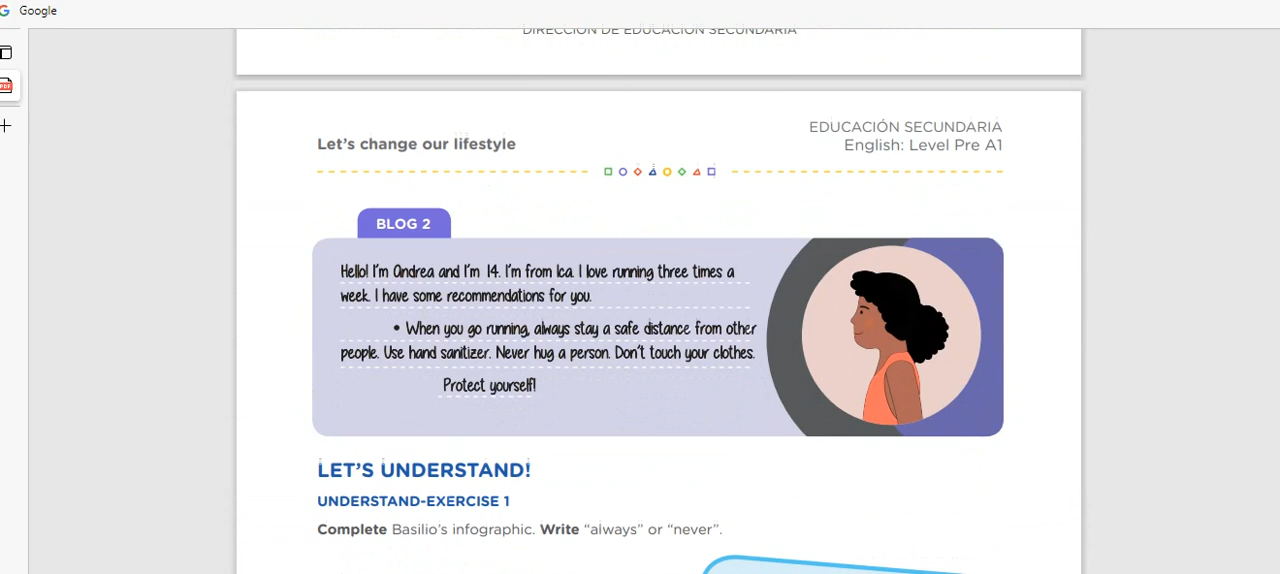 Google
DIRECCIÓN DE EDUCACIÓN SECUNDARIA
PDF
Let's change our lifestyle
EDUCACIÓN SECUNDARIA
English: Level Pre A1
BLOG 2
Hello! I'm Andrea and I'm 14. I'm from Ica. I love running three times a
week. I have some recommendations for you.
• When you go running, always stay a safe distance from other
people. Use hand sanitizer. Never hug a person. Don't touch your clothes.
Protect yourself!
LET'S UNDERSTAND!
UNDERSTAND-EXERCISE 1
Complete Basilio's infographic. Write “always” or “never”.